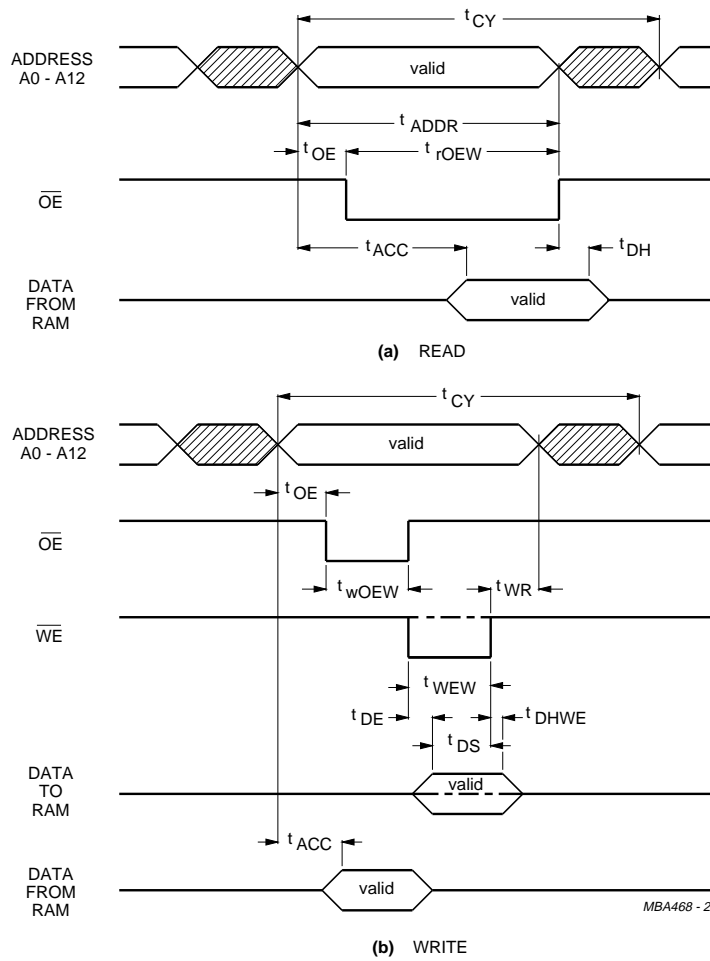 t CY
ADDRESS
A0 - A12
valid
t ADDR
t OE
t rOEW
OE
t ACC
t DH
DATA
FROM
RAM
valid
(a) READ
t CY
ADDRESS
A0 - A12
valid
t OE
OE
t wOEW
t WR
WE
t WEW
t DE
t DHWE
t DS
DATA
TO
RAM
valid
t ACC
DATA
FROM
RAM
valid
MBA468 - 2
(b) WRITE